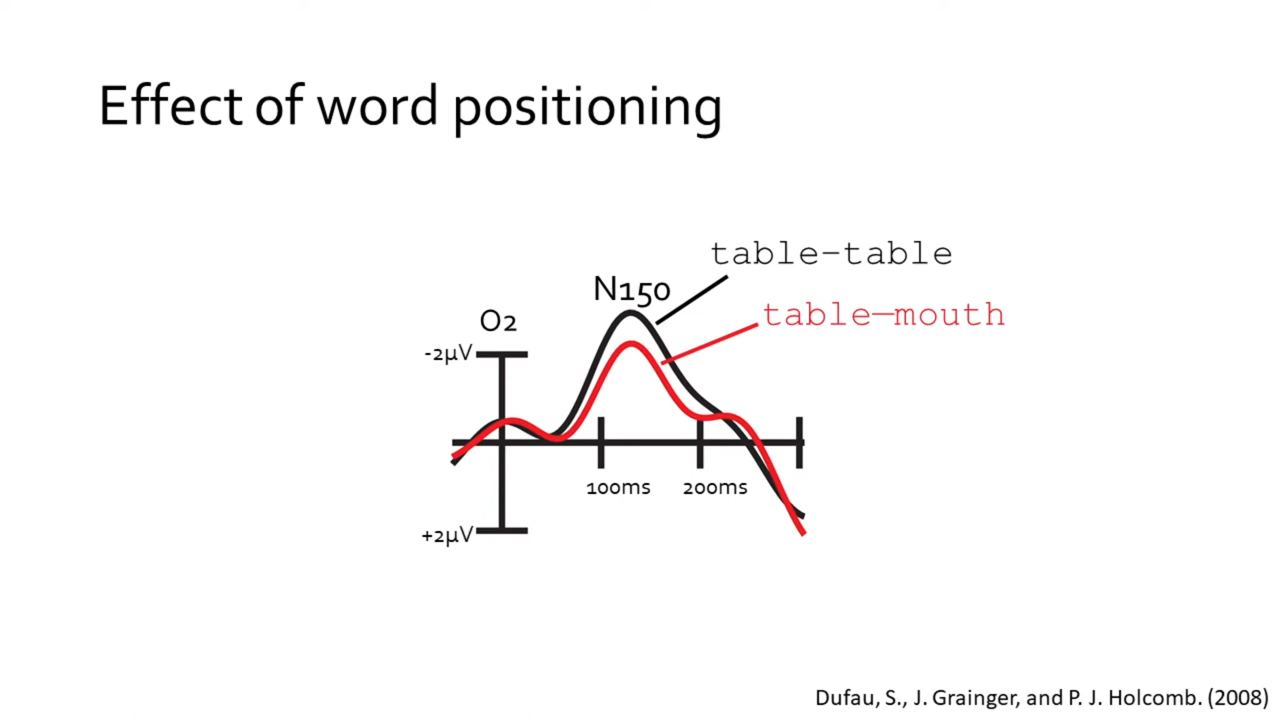 Effect of word positioning
table-table
N150
table—mouth
O2
-2µV
100ms
200ms
+2µV
Dufau, S., J. Grainger, and P. J. Holcomb. (2008)